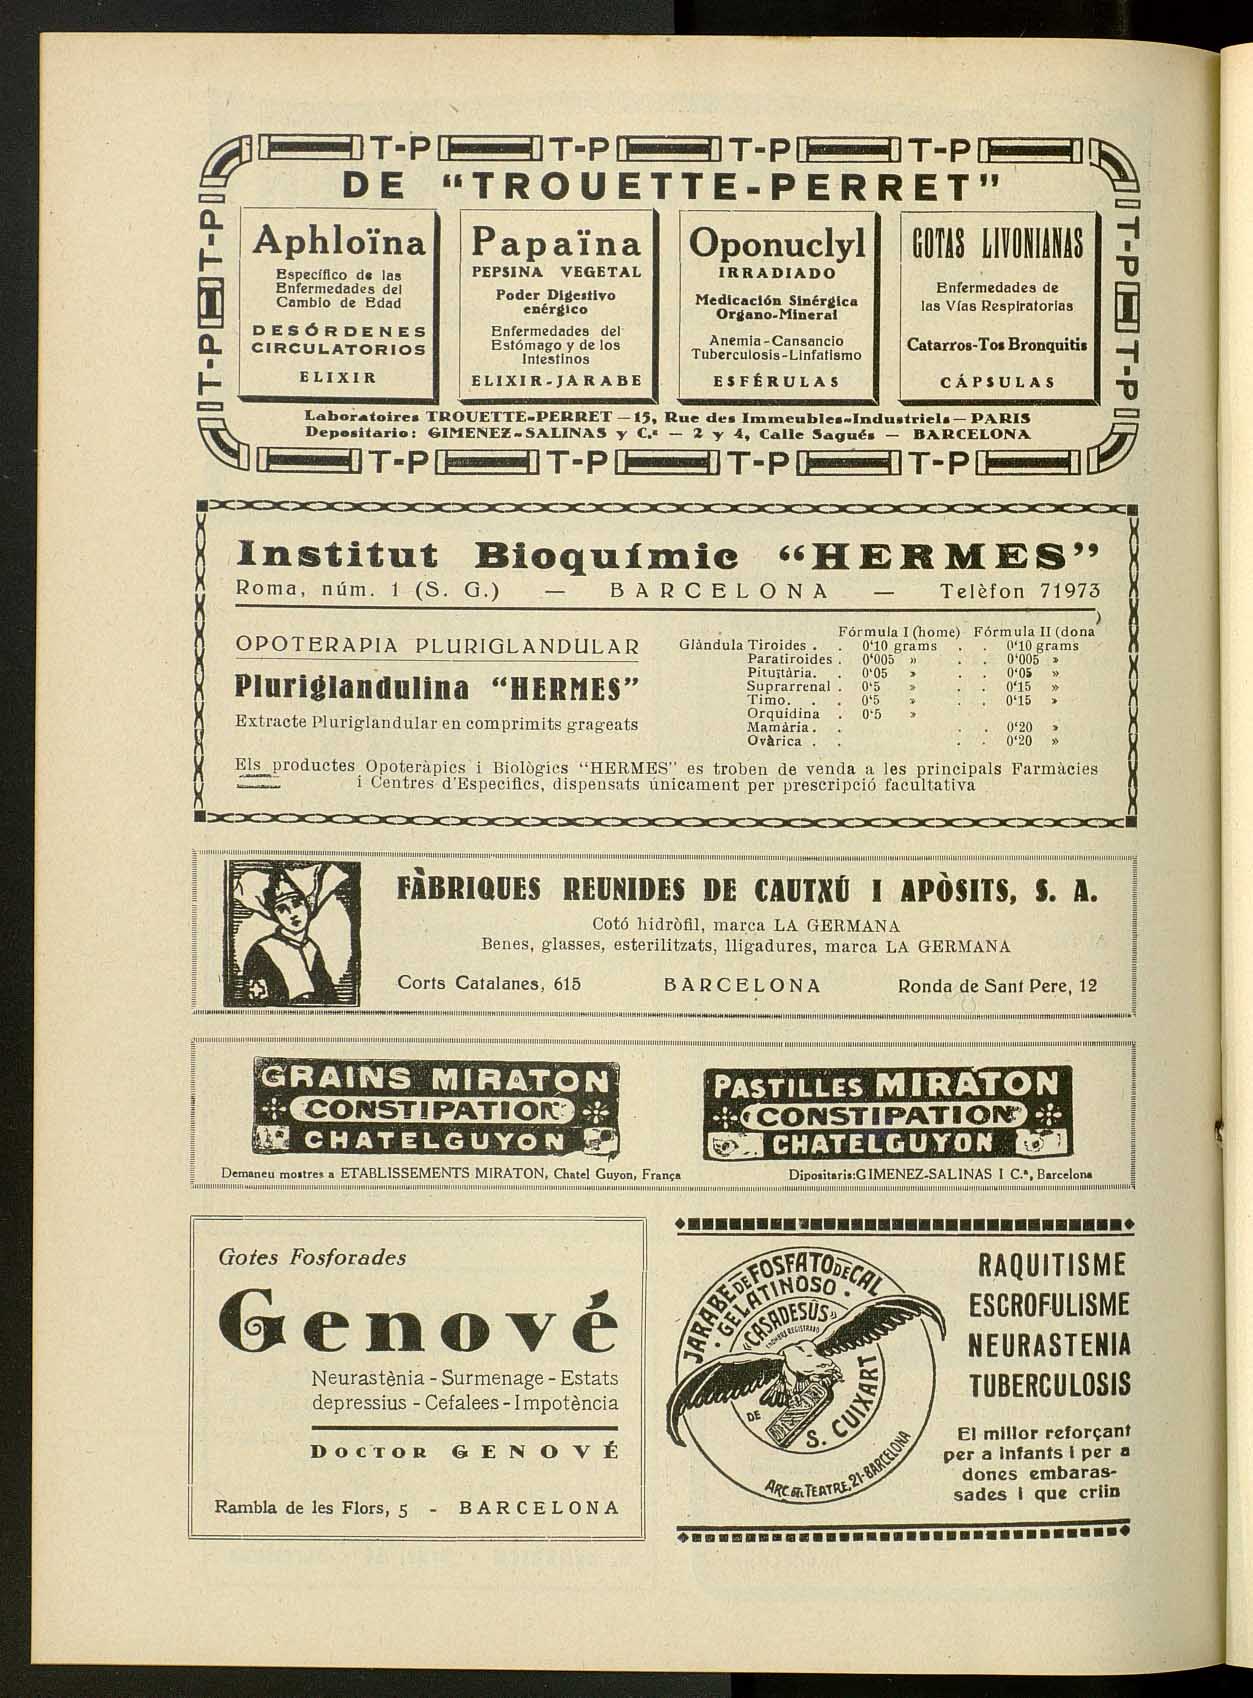 T-P T-P T-P T-P
DE "TROUETTE-PERRET"
T-P T-P
Aphloïna
Específico de las
Enfermedades del
Cambio de Edad
DESÓRDENES
CIRCULATORIOS
ELIXIR
Papaïna
PEPSINA VEGETAL
Poder Digestivo
enérgico
Enfermedades del
Estómago y de los
Intestinos
ELIXIR-JARABE
Oponuclyl
IRRADIADO
Medicación Sinérgica
Organo-Mineral
Anemia-Cansancio
Tuberculosis-Linfatismo
ESFÉRULAS
GOTAS LIVONIANAS
Enfermedades de
las Vías Respiratorias
Catarros-Tos Bronquitis
CÁPSULAS
T-P T-P
Laboratoires TROUETTE-PERRET — 15, Rue des Immeubles-Industriels — PARIS
Depositario: GIMENEZ-SALINAS y C.ª — 2 y 4, Calle Sagués — BARCELONA
T-P T-P T-P T-P
Institut Bioquímic "HERMES"
Roma, núm. 1 (S. G.) — BARCELONA — Telèfon 71973
OPOTERAPIA PLURIGLANDULAR
Pluriglandulina "HERMES"
Extracte Pluriglandular en comprimits grageats
Fórmula I (home) Fórmula II (dona)
Glàndula Tiroides . . 0'10 grams . . 0'10 grams
Paratiroides . 0'005 » . . 0'005 »
Pituïtària. . 0'05 » . . 0'05 »
Suprarrenal . 0'5 » . . 0'15 »
Timo. . . 0'5 » . . 0'15 »
Orquidina . 0'5 »
Mamària . . . . 0'20 »
Ovàrica . . . . 0'20 »
Els productes Opoteràpics i Biològics "HERMES" es troben de venda a les principals Farmàcies
i Centres d'Específics, dispensats únicament per prescripció facultativa
FÀBRIQUES REUNIDES DE CAUTXÚ I APÒSITS, S. A.
Cotó hidròfil, marca LA GERMANA
Benes, glasses, esterilitzats, lligadures, marca LA GERMANA
Corts Catalanes, 615 BARCELONA Ronda de Sant Pere, 12
GRAINS MIRATON
CONSTIPATION
CHATELGUYON
PASTILLES MIRATON
CONSTIPATION
CHATELGUYON
Demaneu mostres a ETABLISSEMENTS MIRATON, Chatel Guyon, França
Dipositaris: GIMENEZ-SALINAS I C.ª, Barcelona
Gotes Fosforades
Genové
Neurastènia - Surmenage - Estats
depressius - Cefalees - Impotència
DOCTOR GENOVÉ
Rambla de les Flors, 5 - BARCELONA
JARABE DE FOSFATO DE CAL
· GELATINOSO ·
«CASADESÚS»
NOMBRE REGISTRADO
DE
S. CUIXART
ARC DEL TEATRE, 21-BARCELONA
RAQUITISME
ESCROFULISME
NEURASTENIA
TUBERCULOSIS
El millor reforçant
per a infants i per a
dones embaras-
sades i que criin